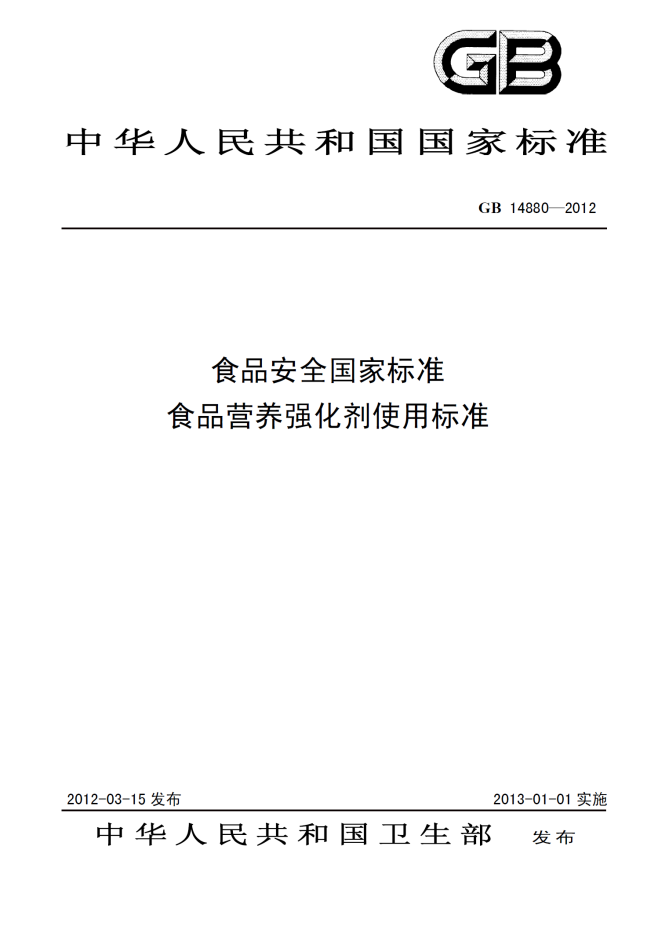 GB
中华人民共和国国家标准
GB 14880—2012
食品安全国家标准
食品营养强化剂使用标准
2012-03-15 发布 2013-01-01 实施
中华人民共和国卫生部 发布